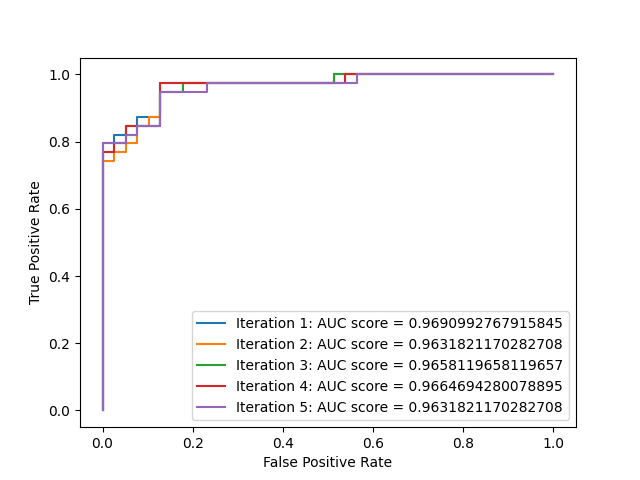 1.0
0.8
0.6
0.4
0.2
0.0
True Positive Rate
Iteration 1: AUC score = 0.9690992767915845
Iteration 2: AUC score = 0.9631821170282708
Iteration 3: AUC score = 0.9658119658119657
Iteration 4: AUC score = 0.9664694280078895
Iteration 5: AUC score = 0.9631821170282708
0.0 0.2 0.4 0.6 0.8 1.0
False Positive Rate